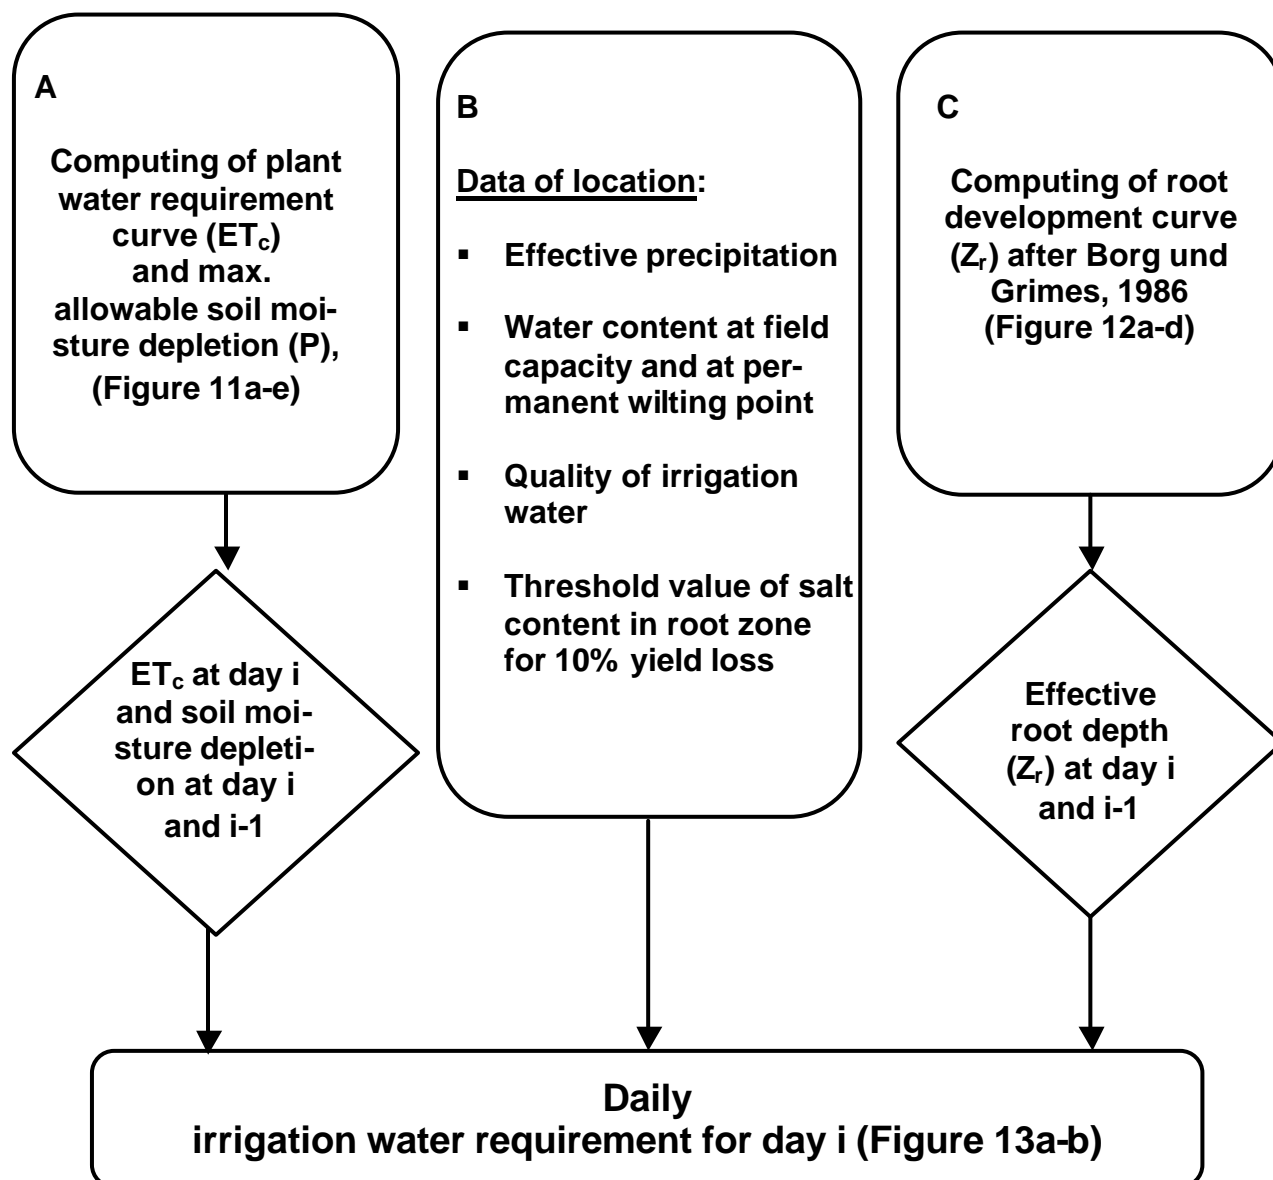 A
Computing of plant
water requirement
curve (ETc)
and max.
allowable soil moi-
sture depletion (P),
(Figure 11a-e)
ETc at day i
and soil moi-
sture depleti-
on at day i
and i-1
B
Data of location:
▪ Effective precipitation
▪ Water content at field
capacity and at per-
manent wilting point
▪ Quality of irrigation
water
▪ Threshold value of salt
content in root zone
for 10% yield loss
C
Computing of root
development curve
(Zr) after Borg und
Grimes, 1986
(Figure 12a-d)
Effective
root depth
(Zr) at day i
and i-1
Daily
irrigation water requirement for day i (Figure 13a-b)